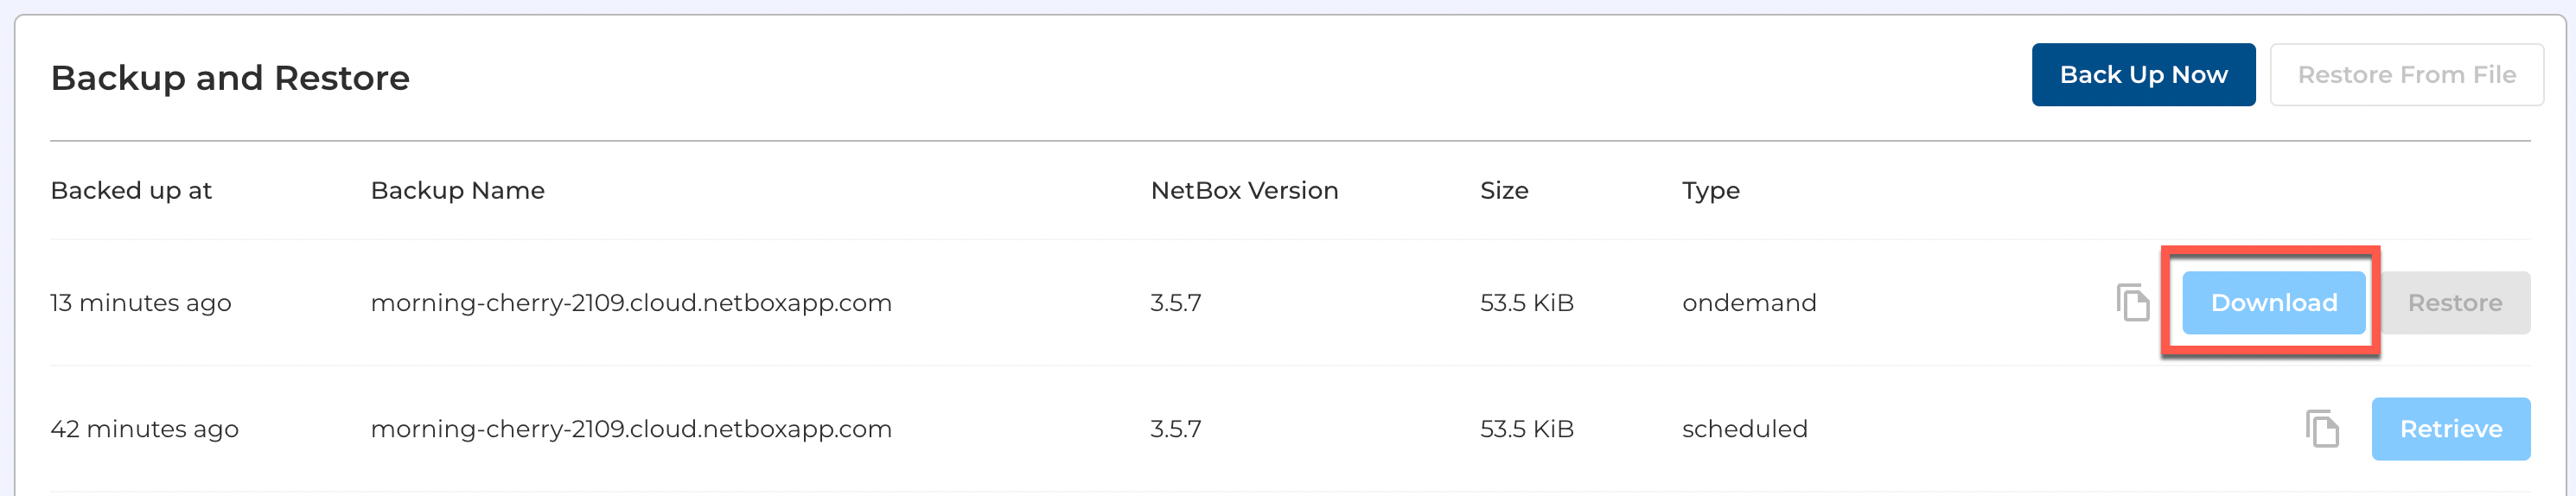 Backup and Restore
Back Up Now
Restore From File
Backed up at Backup Name NetBox Version Size Type
13 minutes ago morning-cherry-2109.cloud.netboxapp.com 3.5.7 53.5 KiB ondemand Download Restore
42 minutes ago morning-cherry-2109.cloud.netboxapp.com 3.5.7 53.5 KiB scheduled Retrieve